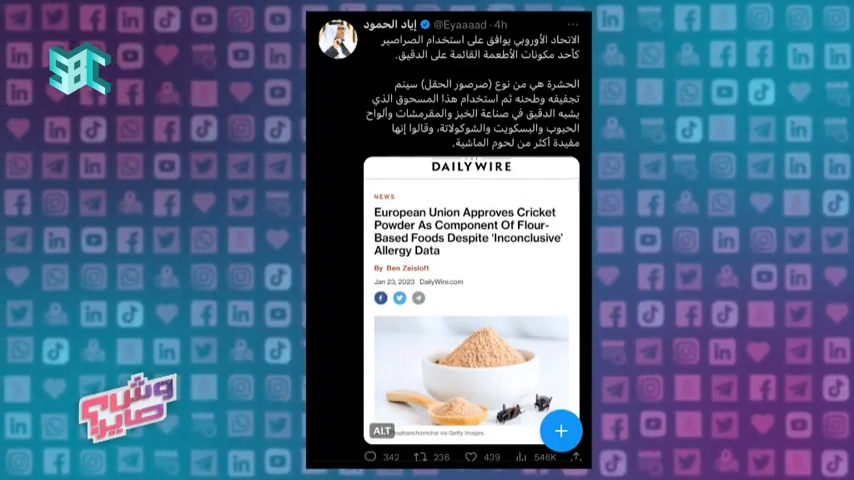 SBC
إياد الحمود @Eyaaaad · 4h
الاتحاد الأوروبي يوافق على استخدام الصراصير
كأحد مكونات الأطعمة القائمة على الدقيق.
الحشرة هي من نوع (صرصور الحقل) سيتم
تجفيفه وطحنه ثم استخدام هذا المسحوق الذي
يشبه الدقيق في صناعة الخبز والمقرمشات وألواح
الحبوب والبسكويت والشوكولاتة، وقالوا إنها
مفيدة أكثر من لحوم الماشية.
DAILYWIRE
NEWS
European Union Approves Cricket
Powder As Component Of Flour-
Based Foods Despite 'Inconclusive'
Allergy Data
By Ben Zeisloft
Jan 23, 2023 DailyWire.com
وش صاير؟
ALT
via Getty Images
342 236 439 546K